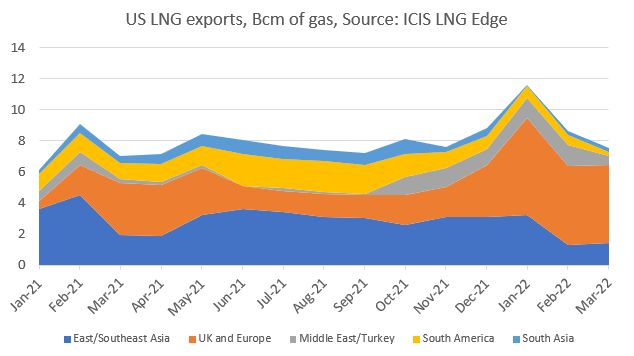 US LNG exports, Bcm of gas, Source: ICIS LNG Edge
14
12
10
8
6
4
2
0
Jan-21 Feb-21 Mar-21 Apr-21 May-21 Jun-21 Jul-21 Aug-21 Sep-21 Oct-21 Nov-21 Dec-21 Jan-22 Feb-22 Mar-22
East/Southeast Asia UK and Europe Middle East/Turkey South America South Asia